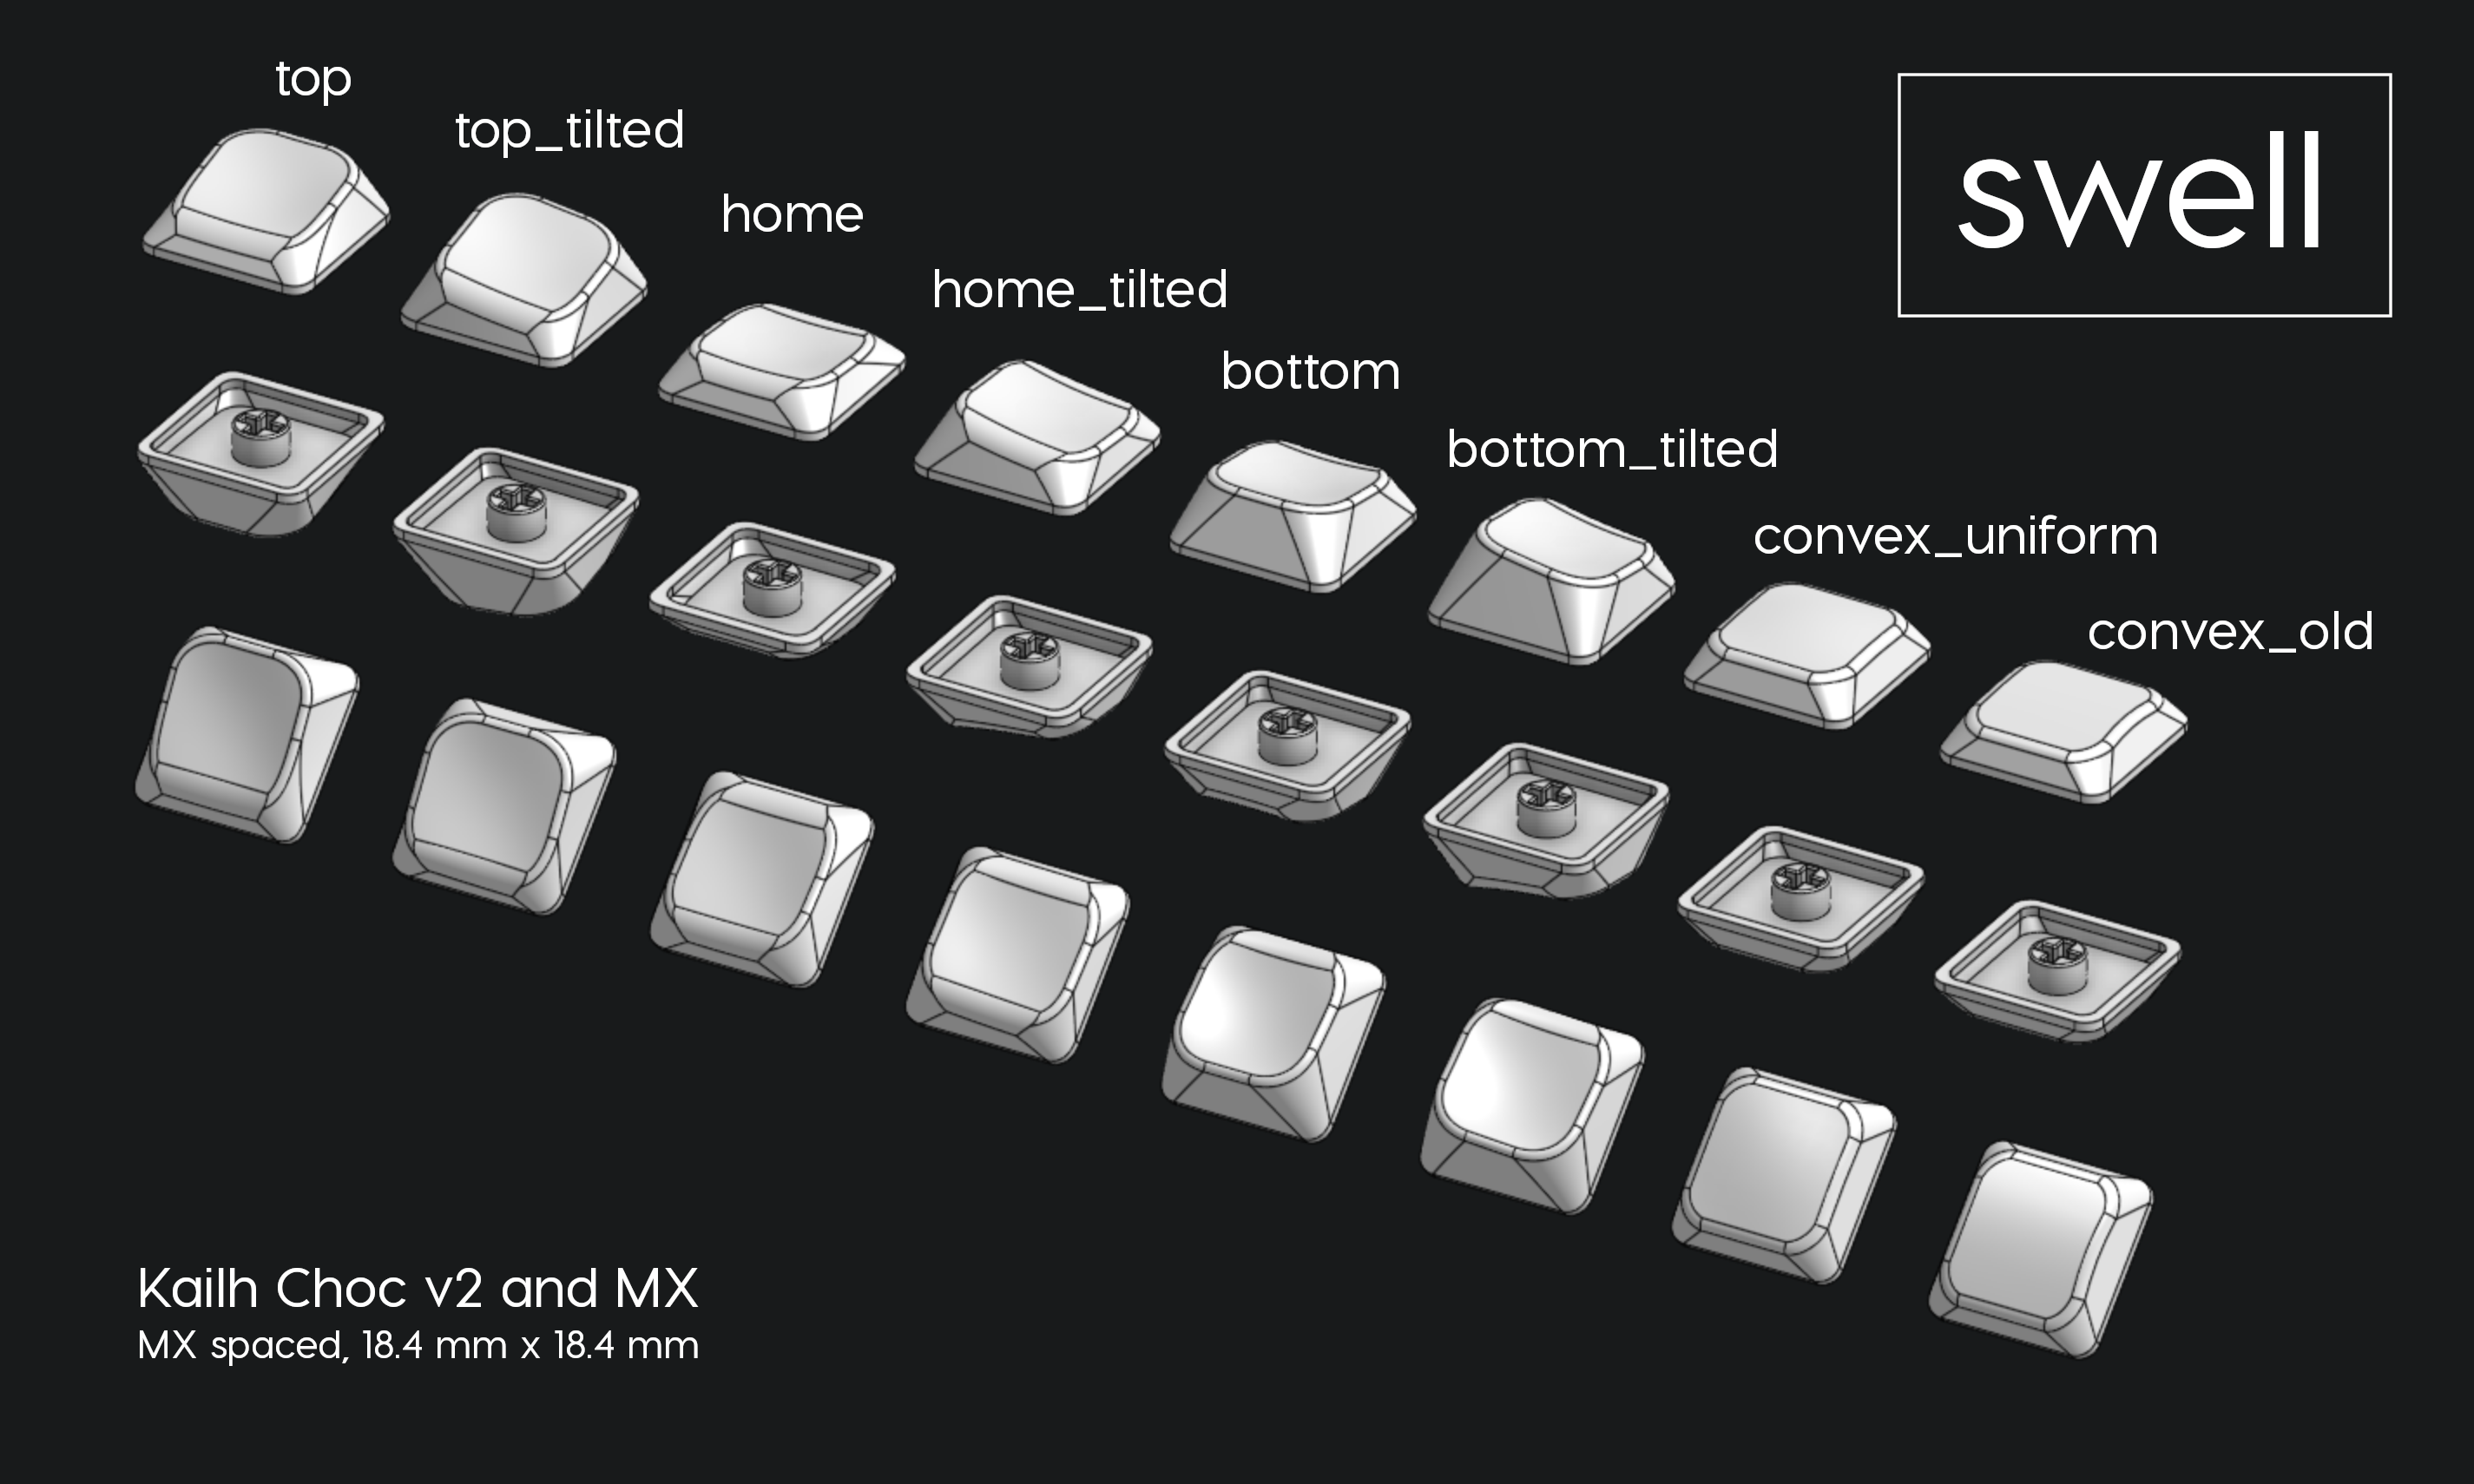 top
top_tilted
home
home_tilted
bottom
bottom_tilted
convex_uniform
convex_old
swell
Kailh Choc v2 and MX
MX spaced, 18.4 mm x 18.4 mm